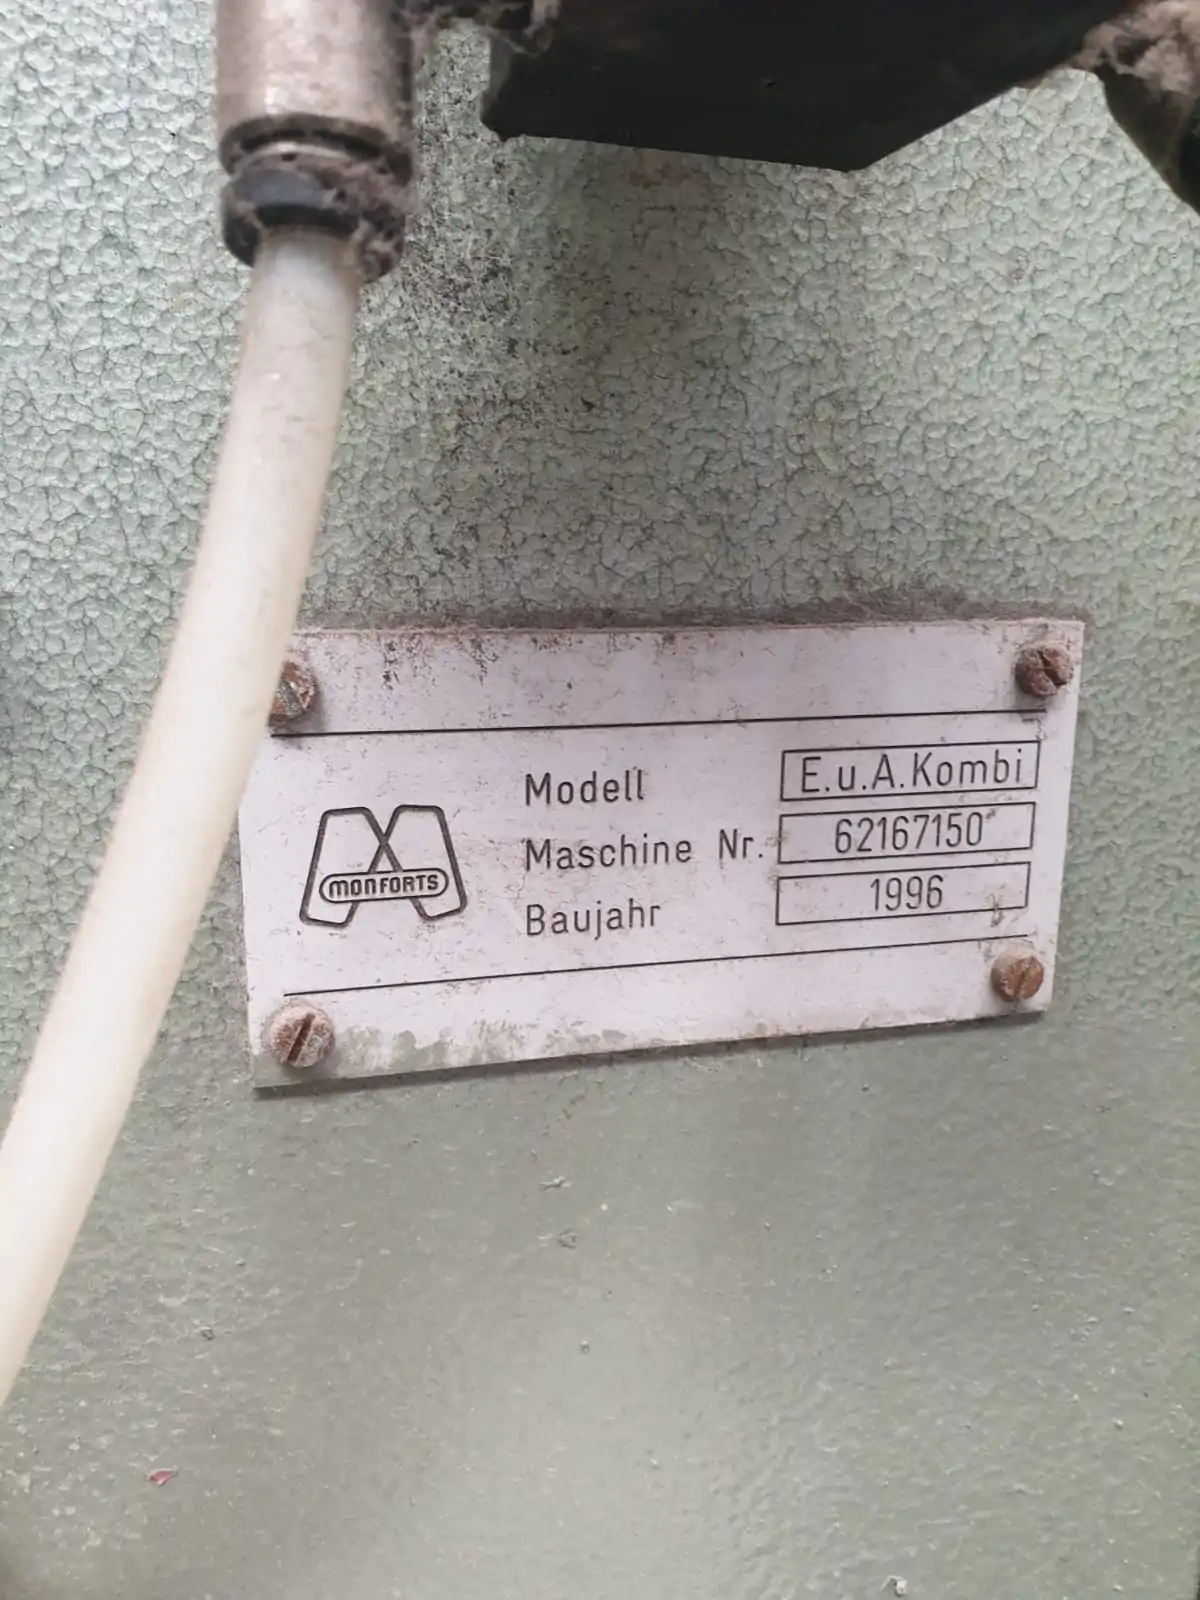 Modell E.u.A.Kombi
MONFORTS
Maschine Nr. 62167150
Baujahr 1996